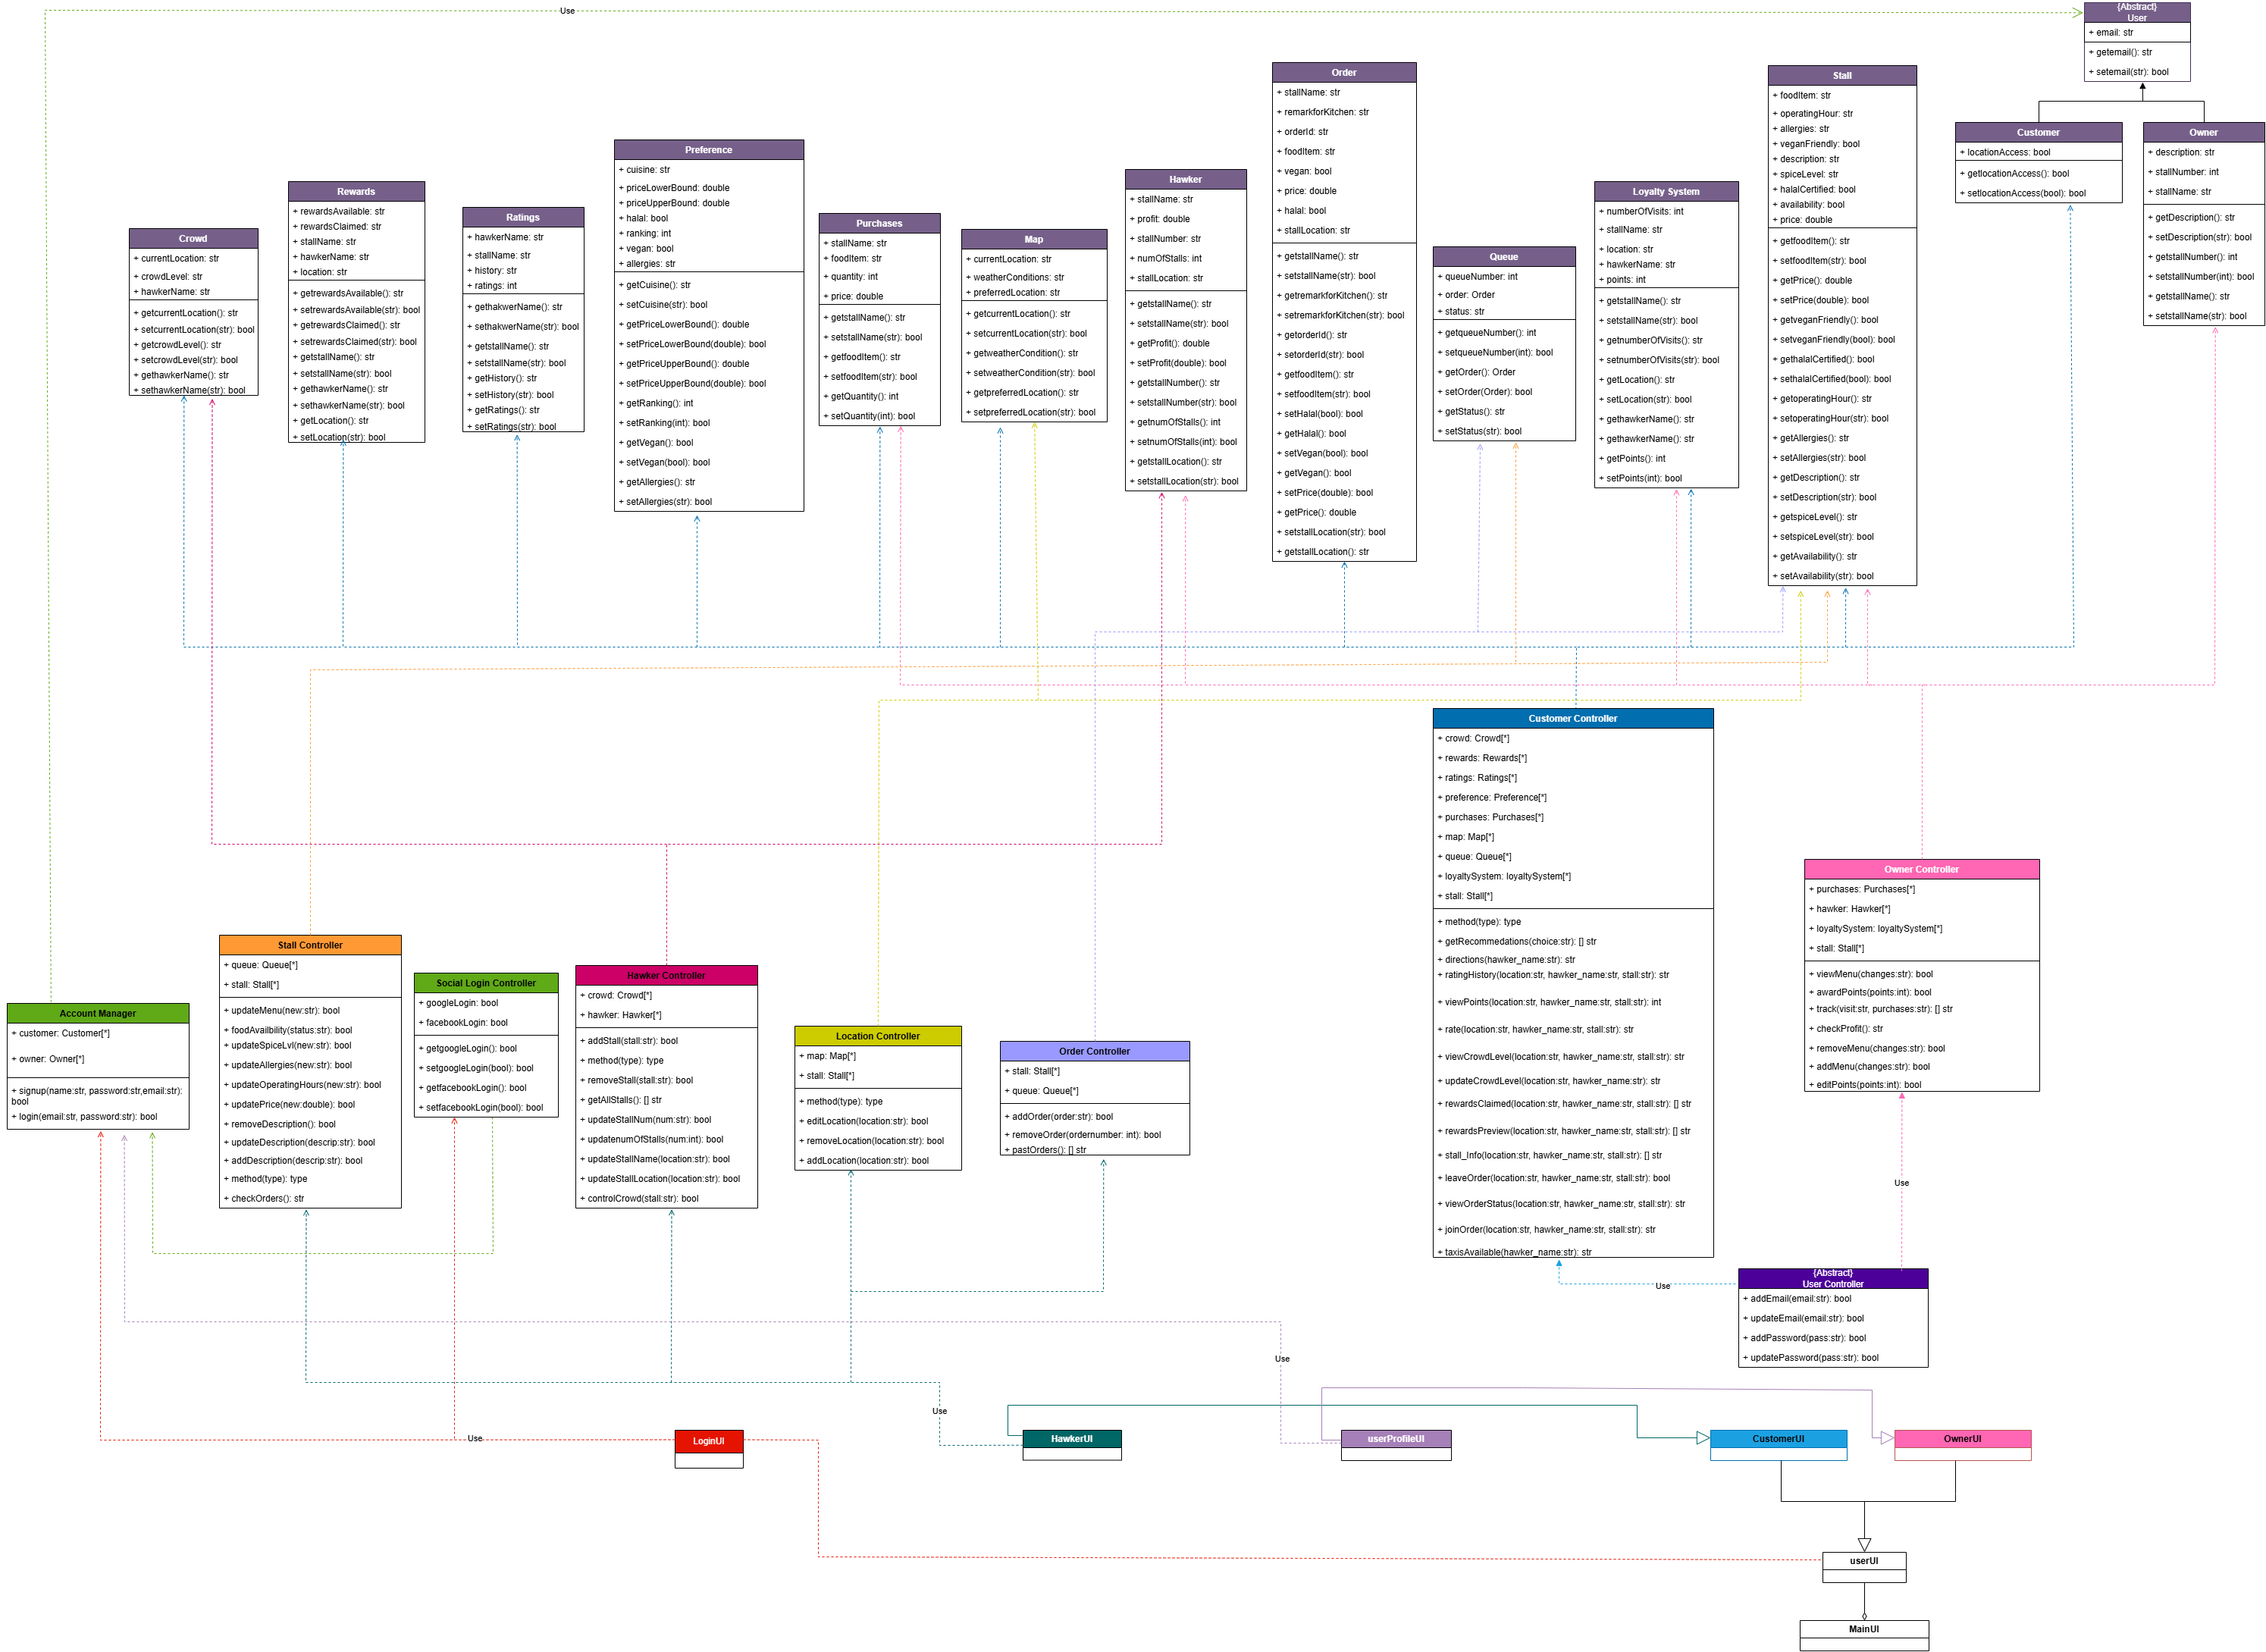 Use
{Abstract}
User
+ email: str
+ getemail(): str
+ setemail(str): bool
Customer
+ locationAccess: bool
+ getlocationAccess(): bool
+ setlocationAccess(bool): bool
Owner
+ description: str
+ stallNumber: int
+ stallName: str
+ getDescription(): str
+ setDescription(str): bool
+ getstallNumber(): int
+ setstallNumber(int): bool
+ getstallName(): str
+ setstallName(str): bool
Crowd
+ currentLocation: str
+ crowdLevel: str
+ hawkerName: str
+ getcurrentLocation(): str
+ setcurrentLocation(str): bool
+ getcrowdLevel(): str
+ setcrowdLevel(str): bool
+ gethawkerName(): str
+ sethawkerName(str): bool
Rewards
+ rewardsAvailable: str
+ rewardsClaimed: str
+ stallName: str
+ hawkerName: str
+ location: str
+ getrewardsAvailable(): str
+ setrewardsAvailable(str): bool
+ getrewardsClaimed(): str
+ setrewardsClaimed(str): bool
+ getstallName(): str
+ setstallName(str): bool
+ gethawkerName(): str
+ sethawkerName(str): bool
+ getLocation(): str
+ setLocation(str): bool
Ratings
+ hawkerName: str
+ stallName: str
+ history: str
+ ratings: int
+ gethakwerName(): str
+ sethakwerName(str): bool
+ getstallName(): str
+ setstallName(str): bool
+ getHistory(): str
+ setHistory(str): bool
+ getRatings(): str
+ setRatings(str): bool
Preference
+ cuisine: str
+ priceLowerBound: double
+ priceUpperBound: double
+ halal: bool
+ ranking: int
+ vegan: bool
+ allergies: str
+ getCuisine(): str
+ setCuisine(str): bool
+ getPriceLowerBound(): double
+ setPriceLowerBound(double): bool
+ getPriceUpperBound(): double
+ setPriceUpperBound(double): bool
+ getRanking(): int
+ setRanking(int): bool
+ getVegan(): bool
+ setVegan(bool): bool
+ getAllergies(): str
+ setAllergies(str): bool
Purchases
+ stallName: str
+ foodItem: str
+ quantity: int
+ price: double
+ getstallName(): str
+ setstallName(str): bool
+ getfoodItem(): str
+ setfoodItem(str): bool
+ getQuantity(): int
+ setQuantity(int): bool
Map
+ currentLocation: str
+ weatherConditions: str
+ preferredLocation: str
+ getcurrentLocation(): str
+ setcurrentLocation(str): bool
+ getweatherCondition(): str
+ setweatherCondition(str): bool
+ getpreferredLocation(): str
+ setpreferredLocation(str): bool
Hawker
+ stallName: str
+ profit: double
+ stallNumber: str
+ numOfStalls: int
+ stallLocation: str
+ getstallName(): str
+ setstallName(str): bool
+ getProfit(): double
+ setProfit(double): bool
+ getstallNumber(): str
+ setstallNumber(str): bool
+ getnumOfStalls(): int
+ setnumOfStalls(int): bool
+ getstallLocation(): str
+ setstallLocation(str): bool
Order
+ stallName: str
+ remarkforKitchen: str
+ orderId: str
+ foodItem: str
+ vegan: bool
+ price: double
+ halal: bool
+ stallLocation: str
+ getstallName(): str
+ setstallName(str): bool
+ getremarkforKitchen(): str
+ setremarkforKitchen(str): bool
+ getorderId(): str
+ setorderId(str): bool
+ getfoodItem(): str
+ setfoodItem(str): bool
+ setHalal(bool): bool
+ getHalal(): bool
+ setVegan(bool): bool
+ getVegan(): bool
+ setPrice(double): bool
+ getPrice(): double
+ setstallLocation(str): bool
+ getstallLocation(): str
Queue
+ queueNumber: int
+ order: Order
+ status: str
+ getqueueNumber(): int
+ setqueueNumber(int): bool
+ getOrder(): Order
+ setOrder(Order): bool
+ getStatus(): str
+ setStatus(str): bool
Loyalty System
+ numberOfVisits: int
+ stallName: str
+ location: str
+ hawkerName: str
+ points: int
+ getstallName(): str
+ setstallName(str): bool
+ getnumberOfVisits(): str
+ setnumberOfVisits(str): bool
+ getLocation(): str
+ setLocation(str): bool
+ gethawkerName(): str
+ gethawkerName(): str
+ getPoints(): int
+ setPoints(int): bool
Stall
+ foodItem: str
+ operatingHour: str
+ allergies: str
+ veganFriendly: bool
+ description: str
+ spiceLevel: str
+ halalCertified: bool
+ availability: bool
+ price: double
+ getfoodItem(): str
+ setfoodItem(str): bool
+ getPrice(): double
+ setPrice(double): bool
+ getveganFriendly(): bool
+ setveganFriendly(bool): bool
+ gethalalCertified(): bool
+ sethalalCertified(bool): bool
+ getoperatingHour(): str
+ setoperatingHour(str): bool
+ getAllergies(): str
+ setAllergies(str): bool
+ getDescription(): str
+ setDescription(str): bool
+ getspiceLevel(): str
+ setspiceLevel(str): bool
+ getAvailability(): str
+ setAvailability(str): bool
Account Manager
+ customer: Customer[*]
+ owner: Owner[*]
+ signup(name:str, password:str,email:str):
bool
+ login(email:str, password:str): bool
Stall Controller
+ queue: Queue[*]
+ stall: Stall[*]
+ updateMenu(new:str): bool
+ foodAvailbility(status:str): bool
+ updateSpiceLvl(new:str): bool
+ updateAllergies(new:str): bool
+ updateOperatingHours(new:str): bool
+ updatePrice(new:double): bool
+ removeDescription(): bool
+ updateDescription(descrip:str): bool
+ addDescription(descrip:str): bool
+ method(type): type
+ checkOrders(): str
Social Login Controller
+ googleLogin: bool
+ facebookLogin: bool
+ getgoogleLogin(): bool
+ setgoogleLogin(bool): bool
+ getfacebookLogin(): bool
+ setfacebookLogin(bool): bool
Hawker Controller
+ crowd: Crowd[*]
+ hawker: Hawker[*]
+ addStall(stall:str): bool
+ method(type): type
+ removeStall(stall:str): bool
+ getAllStalls(): [] str
+ updateStallNum(num:str): bool
+ updatenumOfStalls(num:int): bool
+ updateStallName(location:str): bool
+ updateStallLocation(location:str): bool
+ controlCrowd(stall:str): bool
Location Controller
+ map: Map[*]
+ stall: Stall[*]
+ method(type): type
+ editLocation(location:str): bool
+ removeLocation(location:str): bool
+ addLocation(location:str): bool
Order Controller
+ stall: Stall[*]
+ queue: Queue[*]
+ addOrder(order:str): bool
+ removeOrder(ordernumber: int): bool
+ pastOrders(): [] str
Customer Controller
+ crowd: Crowd[*]
+ rewards: Rewards[*]
+ ratings: Ratings[*]
+ preference: Preference[*]
+ purchases: Purchases[*]
+ map: Map[*]
+ queue: Queue[*]
+ loyaltySystem: loyaltySystem[*]
+ stall: Stall[*]
+ method(type): type
+ getRecommedations(choice:str): [] str
+ directions(hawker_name:str): str
+ ratingHistory(location:str, hawker_name:str, stall:str): str
+ viewPoints(location:str, hawker_name:str, stall:str): int
+ rate(location:str, hawker_name:str, stall:str): str
+ viewCrowdLevel(location:str, hawker_name:str, stall:str): str
+ updateCrowdLevel(location:str, hawker_name:str): str
+ rewardsClaimed(location:str, hawker_name:str, stall:str): [] str
+ rewardsPreview(location:str, hawker_name:str, stall:str): [] str
+ stall_Info(location:str, hawker_name:str, stall:str): [] str
+ leaveOrder(location:str, hawker_name:str, stall:str): bool
+ viewOrderStatus(location:str, hawker_name:str, stall:str): str
+ joinOrder(location:str, hawker_name:str, stall:str): str
+ taxisAvailable(hawker_name:str): str
Owner Controller
+ purchases: Purchases[*]
+ hawker: Hawker[*]
+ loyaltySystem: loyaltySystem[*]
+ stall: Stall[*]
+ viewMenu(changes:str): bool
+ awardPoints(points:int): bool
+ track(visit:str, purchases:str): [] str
+ checkProfit(): str
+ removeMenu(changes:str): bool
+ addMenu(changes:str): bool
+ editPoints(points:int): bool
Use
Use
{Abstract}
User Controller
+ addEmail(email:str): bool
+ updateEmail(email:str): bool
+ addPassword(pass:str): bool
+ updatePassword(pass:str): bool
Use
Use
Use
LoginUI
HawkerUI
userProfileUI
CustomerUI
OwnerUI
userUI
MainUI